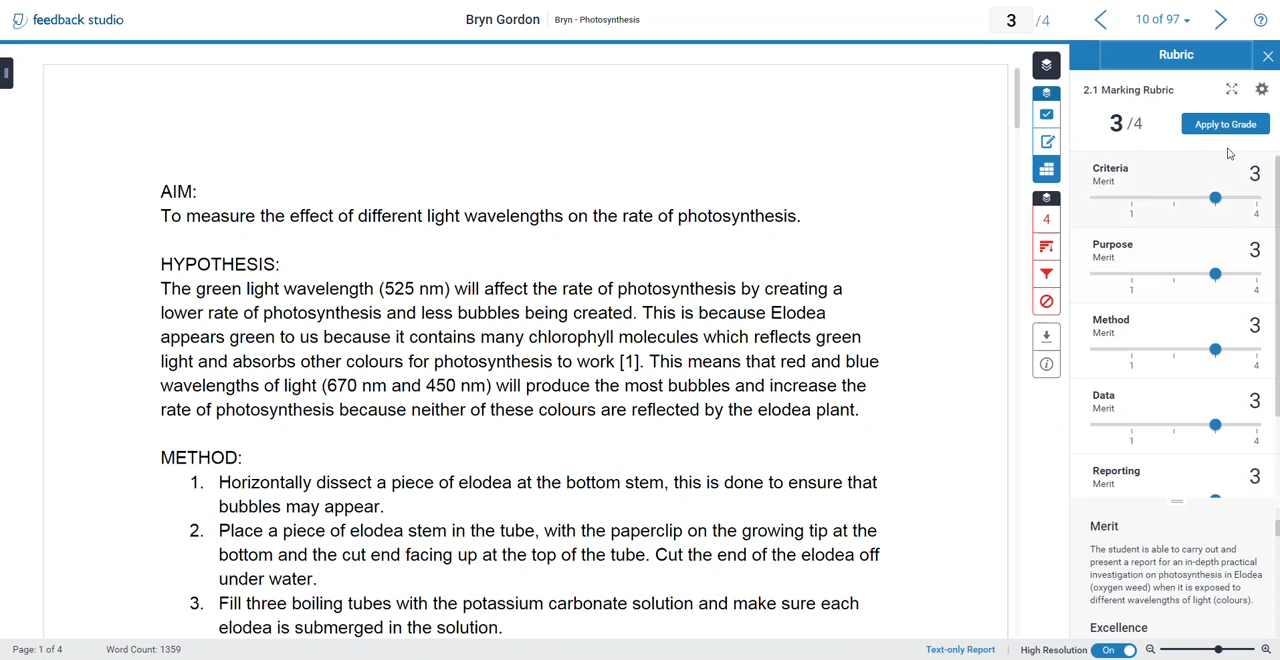 feedback studio
Bryn Gordon
Bryn - Photosynthesis
3 /4
10 of 97
Rubric
2.1 Marking Rubric
3 /4
Apply to Grade
Criteria
Merit
3
1
4
Purpose
Merit
3
1
4
Method
Merit
3
1
4
Data
Merit
3
1
4
Reporting
Merit
3
Merit
The student is able to carry out and
present a report for an in-depth practical
investigation on photosynthesis in Elodea
(oxygen weed) when it is exposed to
different wavelengths of light (colours).
Excellence
4
AIM:
To measure the effect of different light wavelengths on the rate of photosynthesis.
HYPOTHESIS:
The green light wavelength (525 nm) will affect the rate of photosynthesis by creating a
lower rate of photosynthesis and less bubbles being created. This is because Elodea
appears green to us because it contains many chlorophyll molecules which reflects green
light and absorbs other colours for photosynthesis to work [1]. This means that red and blue
wavelengths of light (670 nm and 450 nm) will produce the most bubbles and increase the
rate of photosynthesis because neither of these colours are reflected by the elodea plant.
METHOD:
1. Horizontally dissect a piece of elodea at the bottom stem, this is done to ensure that
bubbles may appear.
2. Place a piece of elodea stem in the tube, with the paperclip on the growing tip at the
bottom and the cut end facing up at the top of the tube. Cut the end of the elodea off
under water.
3. Fill three boiling tubes with the potassium carbonate solution and make sure each
elodea is submerged in the solution.
Page: 1 of 4
Word Count: 1359
Text-only Report
High Resolution
On